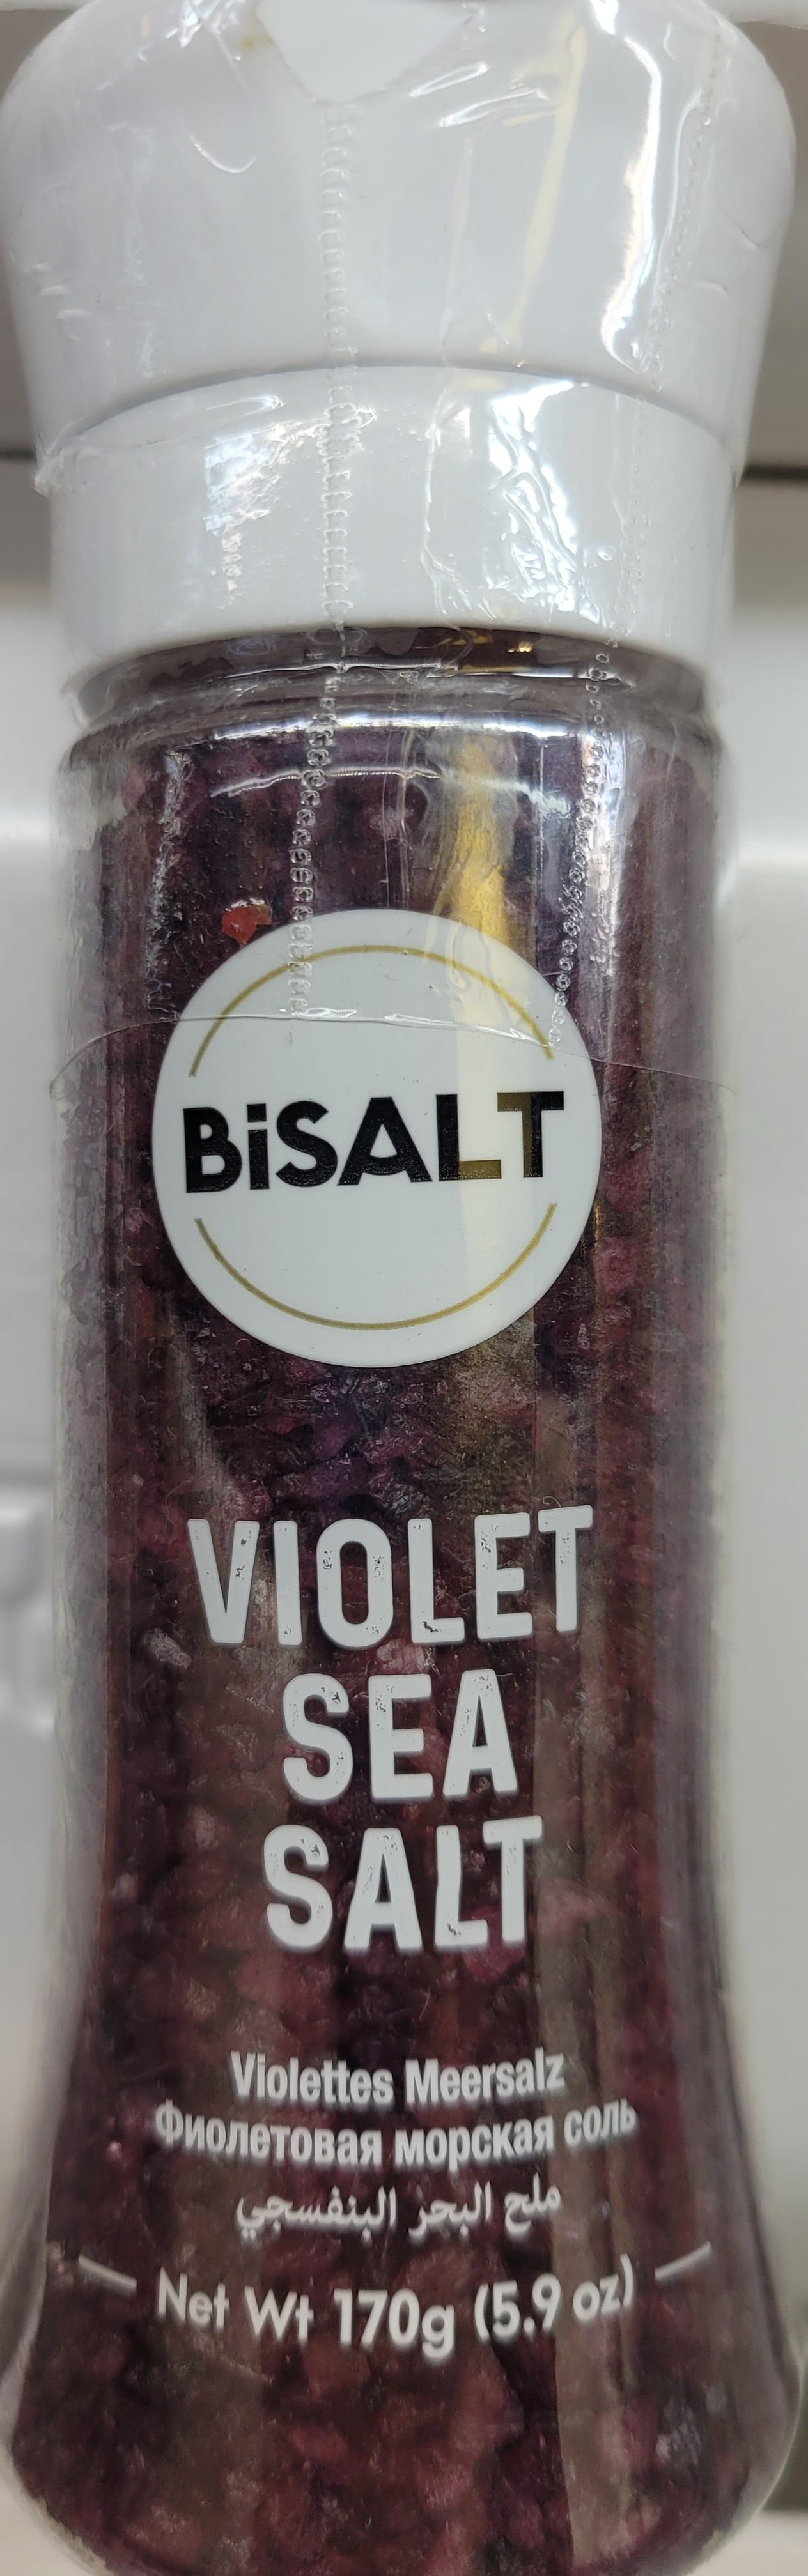 BiSALT
VIOLET
SEA
SALT
Violettes Meersalz
Фиолетовая морская соль
ملح البحر البنفسجي
Net Wt 170g (5.9 oz)